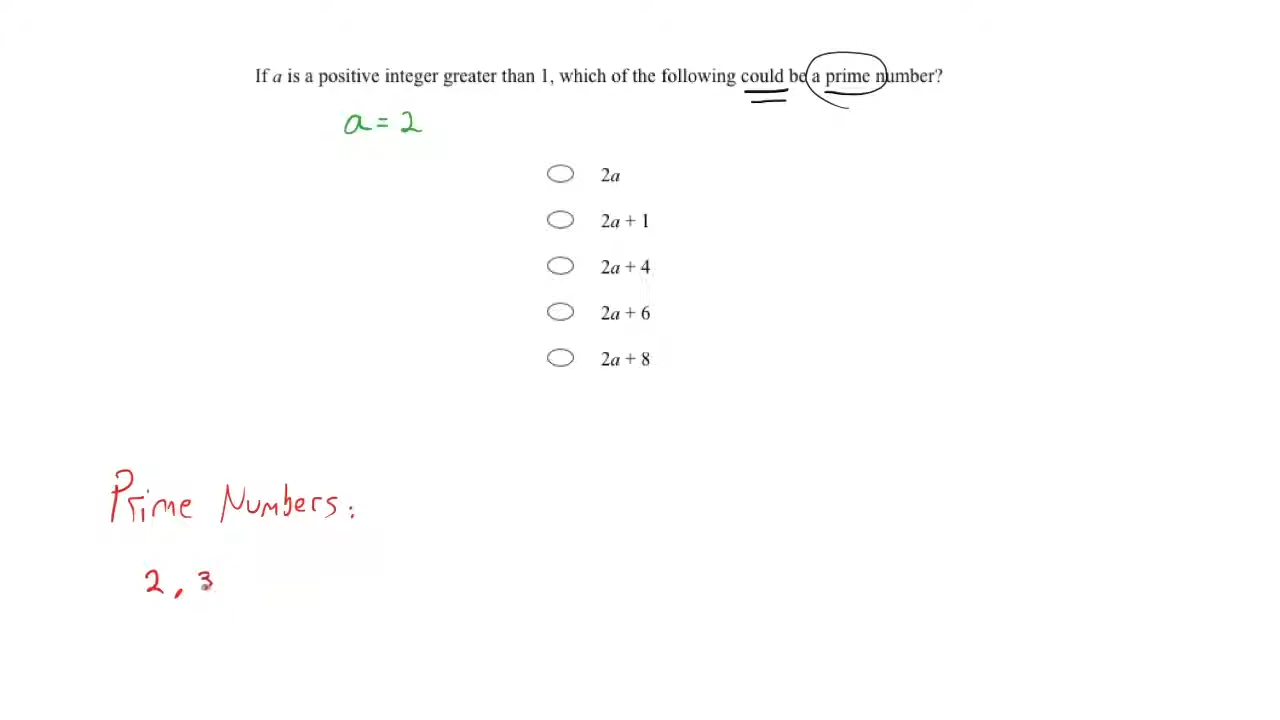 If a is a positive integer greater than 1, which of the following could be a prime number?
a = 2
2a
2a + 1
2a + 4
2a + 6
2a + 8
Prime Numbers:
2, 3